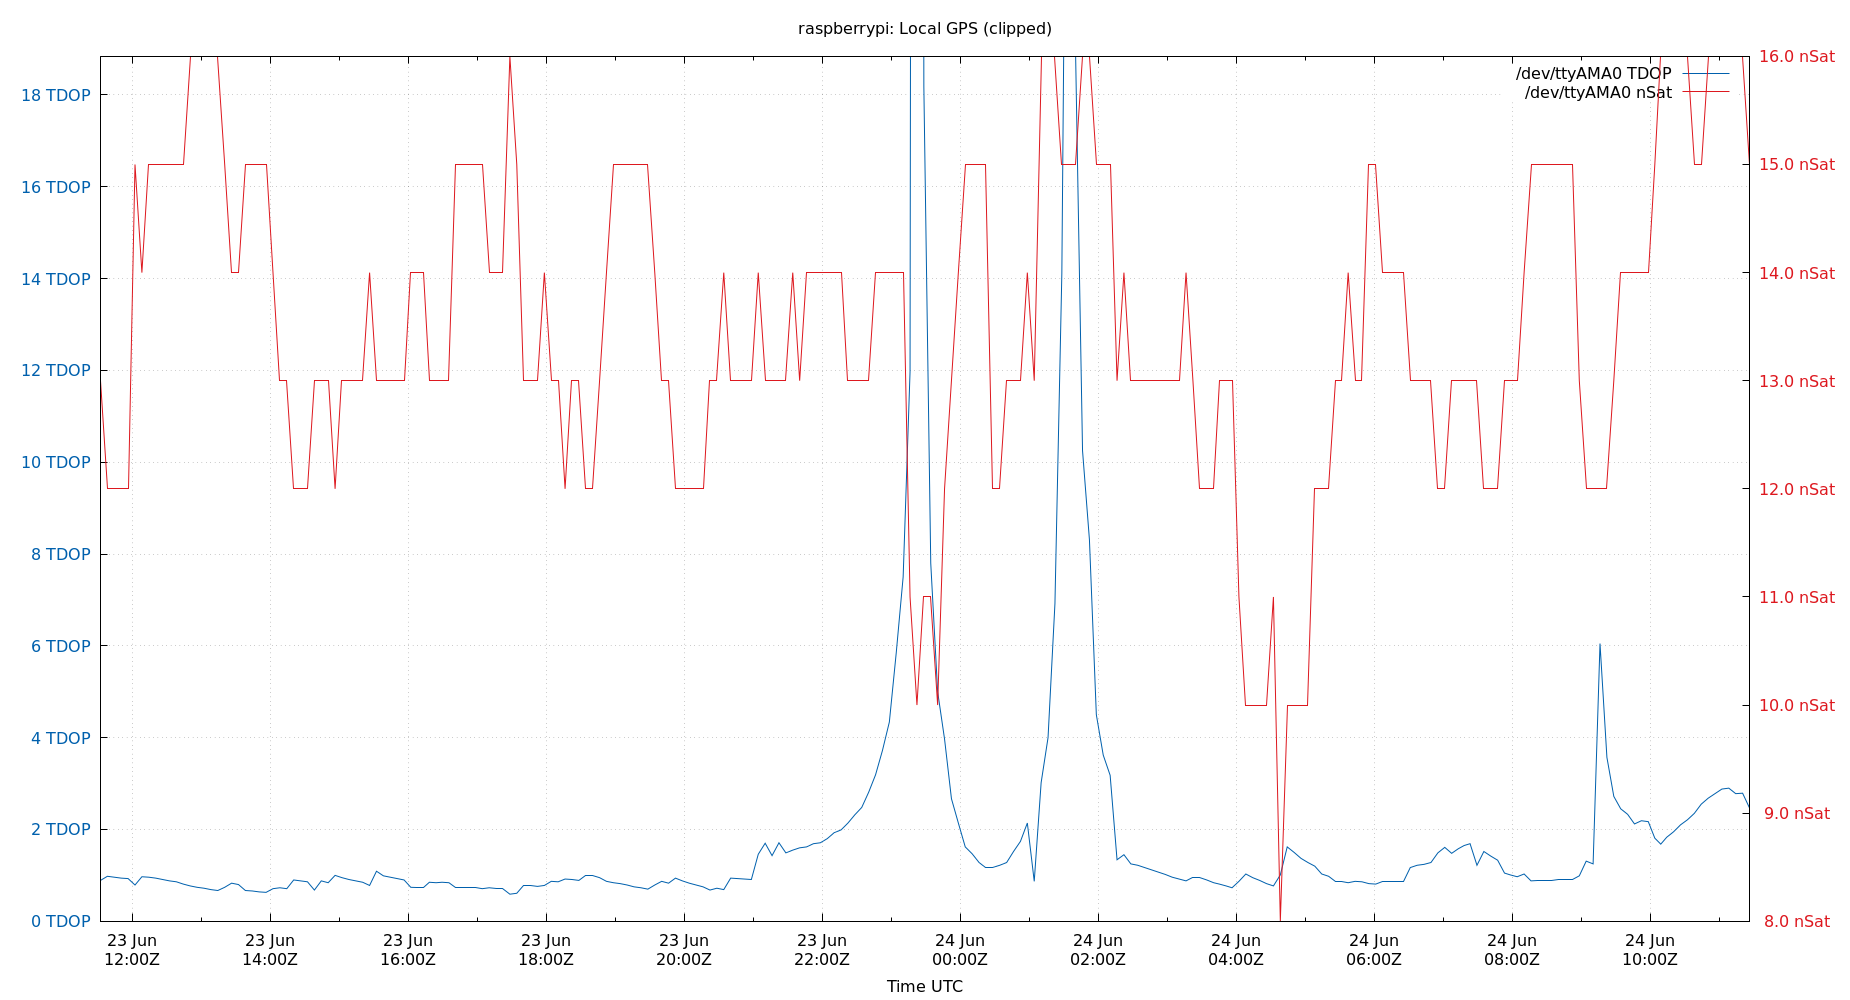 raspberrypi: Local GPS (clipped)
/dev/ttyAMA0 TDOP
/dev/ttyAMA0 nSat
18 TDOP
16 TDOP
14 TDOP
12 TDOP
10 TDOP
8 TDOP
6 TDOP
4 TDOP
2 TDOP
0 TDOP
16.0 nSat
15.0 nSat
14.0 nSat
13.0 nSat
12.0 nSat
11.0 nSat
10.0 nSat
9.0 nSat
8.0 nSat
23 Jun
12:00Z
23 Jun
14:00Z
23 Jun
16:00Z
23 Jun
18:00Z
23 Jun
20:00Z
23 Jun
22:00Z
24 Jun
00:00Z
24 Jun
02:00Z
24 Jun
04:00Z
24 Jun
06:00Z
24 Jun
08:00Z
24 Jun
10:00Z
Time UTC